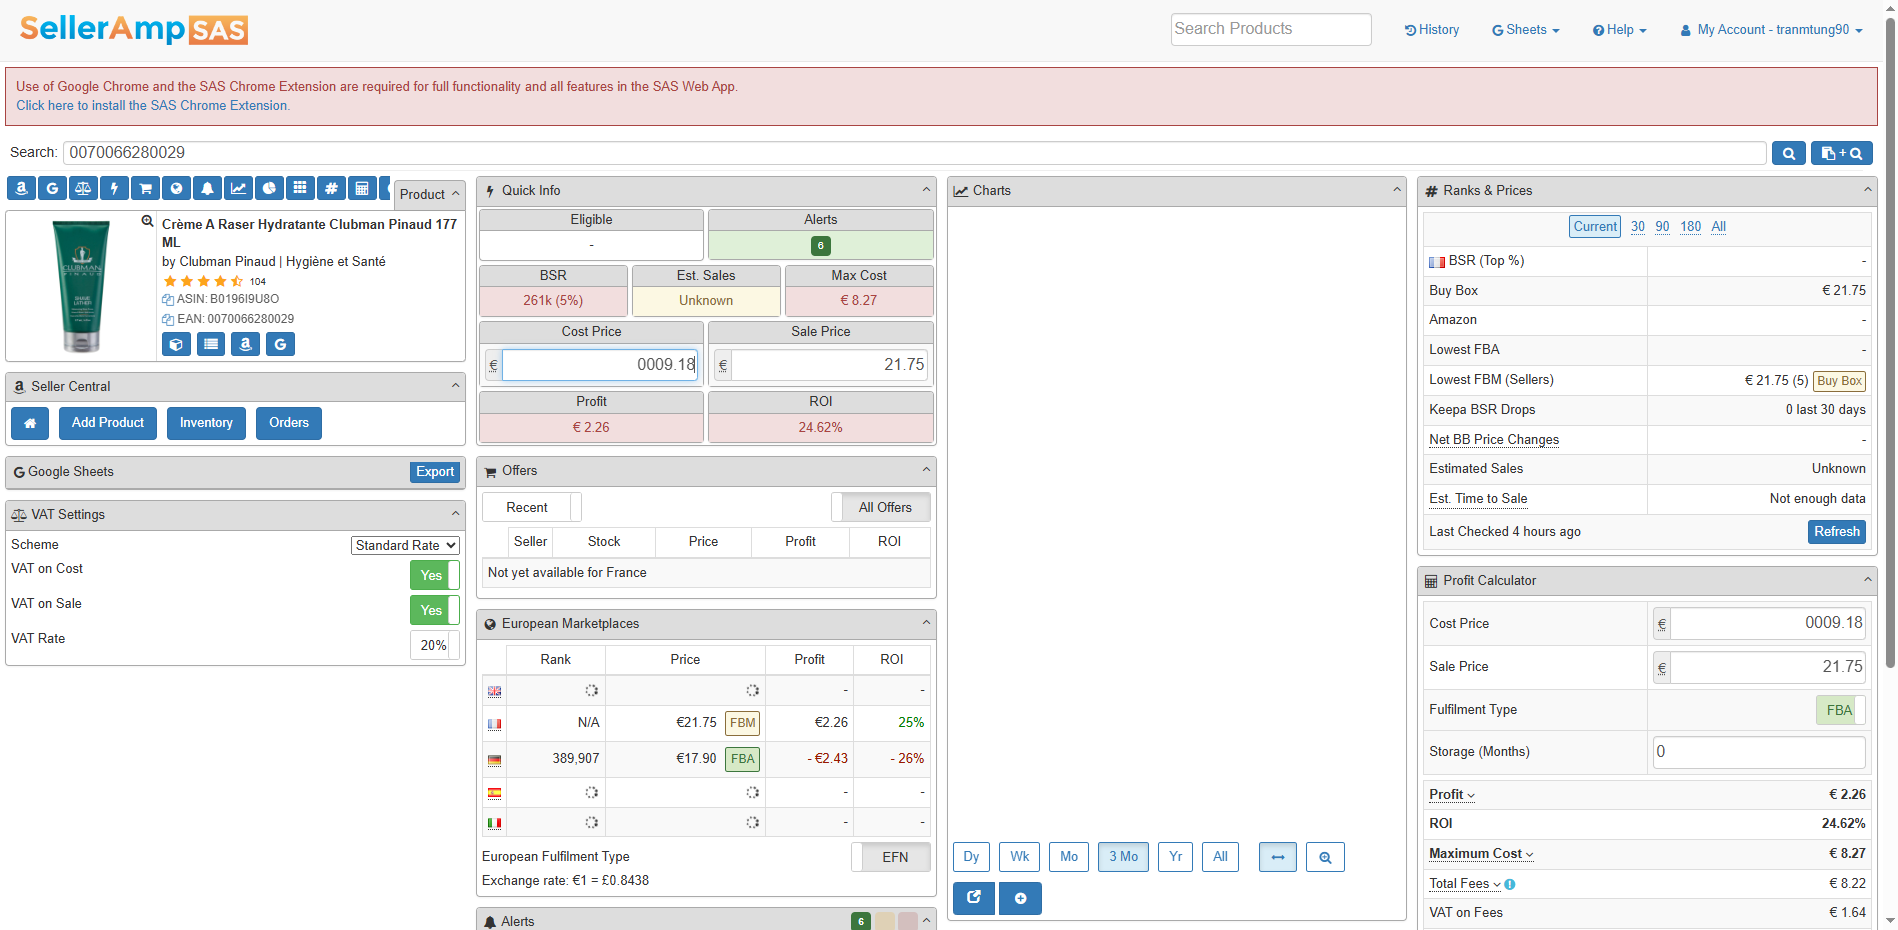 SellerAmp SAS
Search Products
History
Sheets
Help
My Account - tranmtung90
Use of Google Chrome and the SAS Chrome Extension are required for full functionality and all features in the SAS Web App.
Click here to install the SAS Chrome Extension.
Search: 0070066280029
+
Product
Crème A Raser Hydratante Clubman Pinaud 177 ML
by Clubman Pinaud | Hygiène et Santé
104
ASIN: B0196I9U8O
EAN: 0070066280029
CLUBMAN
PINAUD
SHAVE
LATHER
Seller Central
Add Product
Inventory
Orders
Google Sheets
Export
VAT Settings
Scheme Standard Rate
VAT on Cost Yes
VAT on Sale Yes
VAT Rate 20%
Quick Info
Eligible Alerts
- 6
BSR Est. Sales Max Cost
261k (5%) Unknown € 8.27
Cost Price Sale Price
€ 0009.18 € 21.75
Profit ROI
€ 2.26 24.62%
Offers
Recent All Offers
Seller Stock Price Profit ROI
Not yet available for France
European Marketplaces
Rank Price Profit ROI
- -
N/A €21.75 FBM €2.26 25%
389,907 €17.90 FBA - €2.43 - 26%
- -
- -
European Fulfilment Type EFN
Exchange rate: €1 = £0.8438
Alerts 6
Charts
Dy Wk Mo 3 Mo Yr All
Ranks & Prices
Current 30 90 180 All
BSR (Top %) -
Buy Box € 21.75
Amazon -
Lowest FBA -
Lowest FBM (Sellers) € 21.75 (5) Buy Box
Keepa BSR Drops 0 last 30 days
Net BB Price Changes -
Estimated Sales Unknown
Est. Time to Sale Not enough data
Last Checked 4 hours ago Refresh
Profit Calculator
Cost Price € 0009.18
Sale Price € 21.75
Fulfilment Type FBA
Storage (Months) 0
Profit € 2.26
ROI 24.62%
Maximum Cost € 8.27
Total Fees € 8.22
VAT on Fees € 1.64